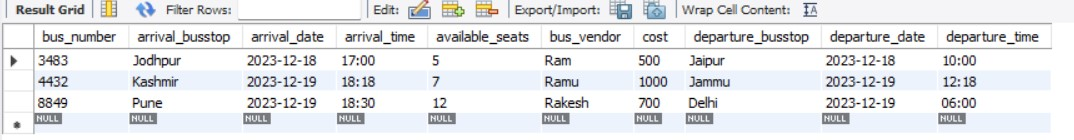 Result Grid Filter Rows: Edit: Export/Import: Wrap Cell Content: IA
bus_number arrival_busstop arrival_date arrival_time available_seats bus_vendor cost departure_busstop departure_date departure_time
3483 Jodhpur 2023-12-18 17:00 5 Ram 500 Jaipur 2023-12-18 10:00
4432 Kashmir 2023-12-19 18:18 7 Ramu 1000 Jammu 2023-12-19 12:18
8849 Pune 2023-12-19 18:30 12 Rakesh 700 Delhi 2023-12-19 06:00
NULL NULL NULL NULL NULL NULL NULL NULL NULL NULL